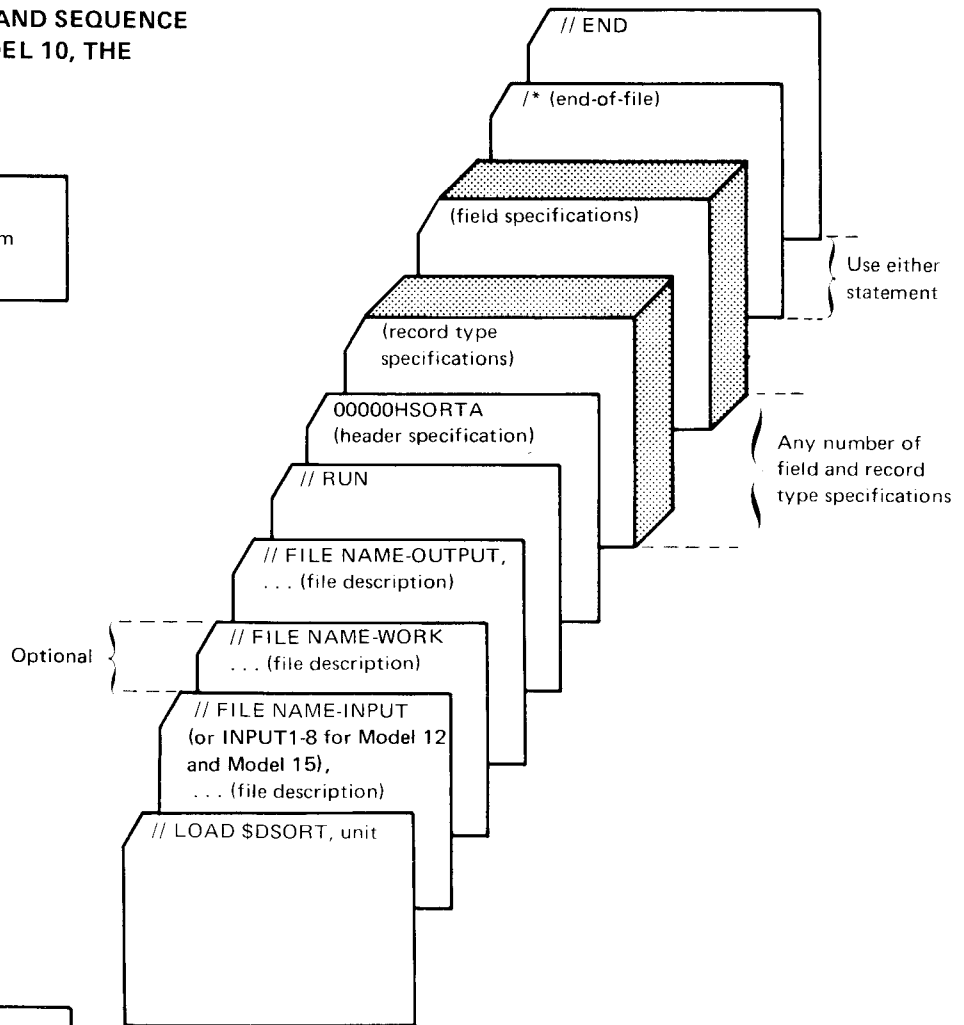 AND SEQUENCE
DEL 10, THE
m
// END
/* (end-of-file)
(field specifications)
Use either
statement
(record type
specifications)
00000HSORTA
(header specification)
Any number of
field and record
type specifications
// RUN
// FILE NAME-OUTPUT,
. . . (file description)
Optional
// FILE NAME-WORK
. . . (file description)
// FILE NAME-INPUT
(or INPUT1-8 for Model 12
and Model 15),
. . . (file description)
// LOAD $DSORT, unit